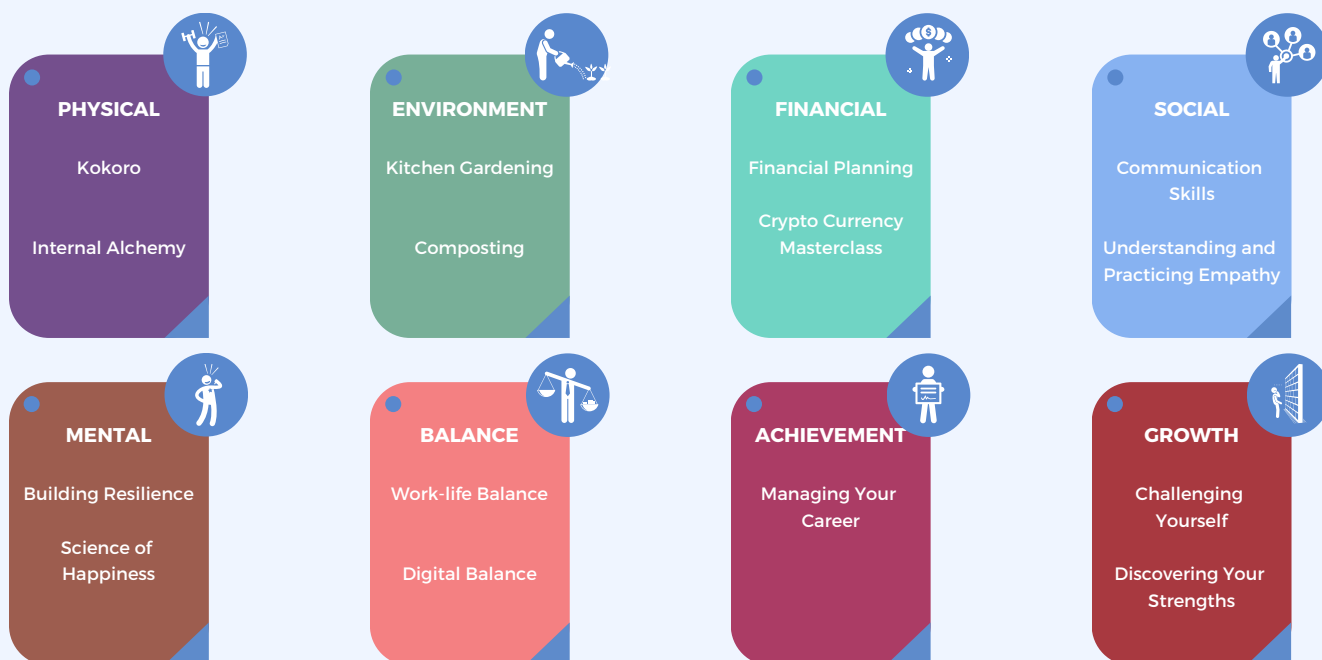 PHYSICAL
Kokoro
Internal Alchemy
ENVIRONMENT
Kitchen Gardening
Composting
FINANCIAL
Financial Planning
Crypto Currency
Masterclass
SOCIAL
Communication
Skills
Understanding and
Practicing Empathy
MENTAL
Building Resilience
Science of
Happiness
BALANCE
Work-life Balance
Digital Balance
ACHIEVEMENT
Managing Your
Career
GROWTH
Challenging
Yourself
Discovering Your
Strengths